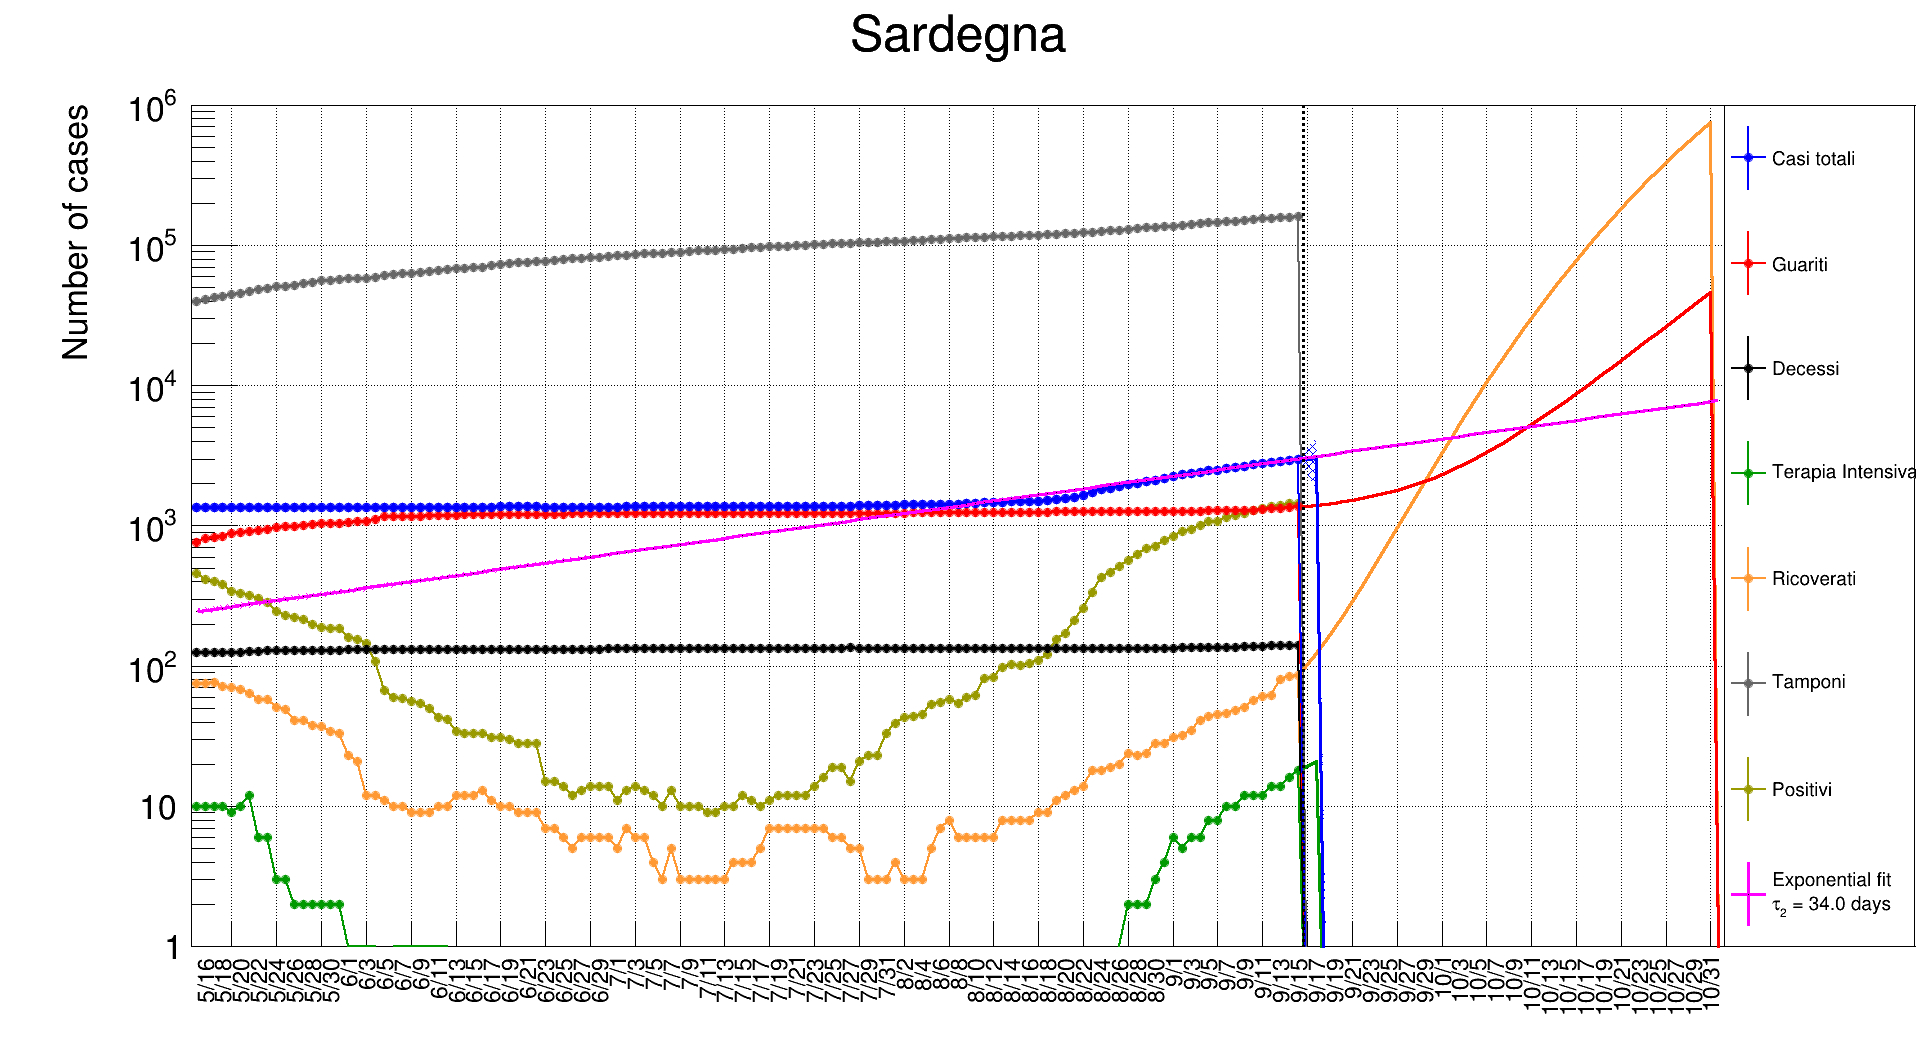 Sardegna
Number of cases
10^6
10^5
10^4
10^3
10^2
10
1
5/16 5/18 5/20 5/22 5/24 5/26 5/28 5/30 6/1 6/3 6/5 6/7 6/9 6/11 6/13 6/15 6/17 6/19 6/21 6/23 6/25 6/27 6/29 7/1 7/3 7/5 7/7 7/9 7/11 7/13 7/15 7/17 7/19 7/21 7/23 7/25 7/27 7/29 7/31 8/2 8/4 8/6 8/8 8/10 8/12 8/14 8/16 8/18 8/20 8/22 8/24 8/26 8/28 8/30 9/1 9/3 9/5 9/7 9/9 9/11 9/13 9/15 9/17 9/19 9/21 9/23 9/25 9/27 9/29 10/1 10/3 10/5 10/7 10/9 10/11 10/13 10/15 10/17 10/19 10/21 10/23 10/25 10/27 10/29 10/31
Casi totali
Guariti
Decessi
Terapia Intensiva
Ricoverati
Tamponi
Positivi
Exponential fit
τ₂ = 34.0 days